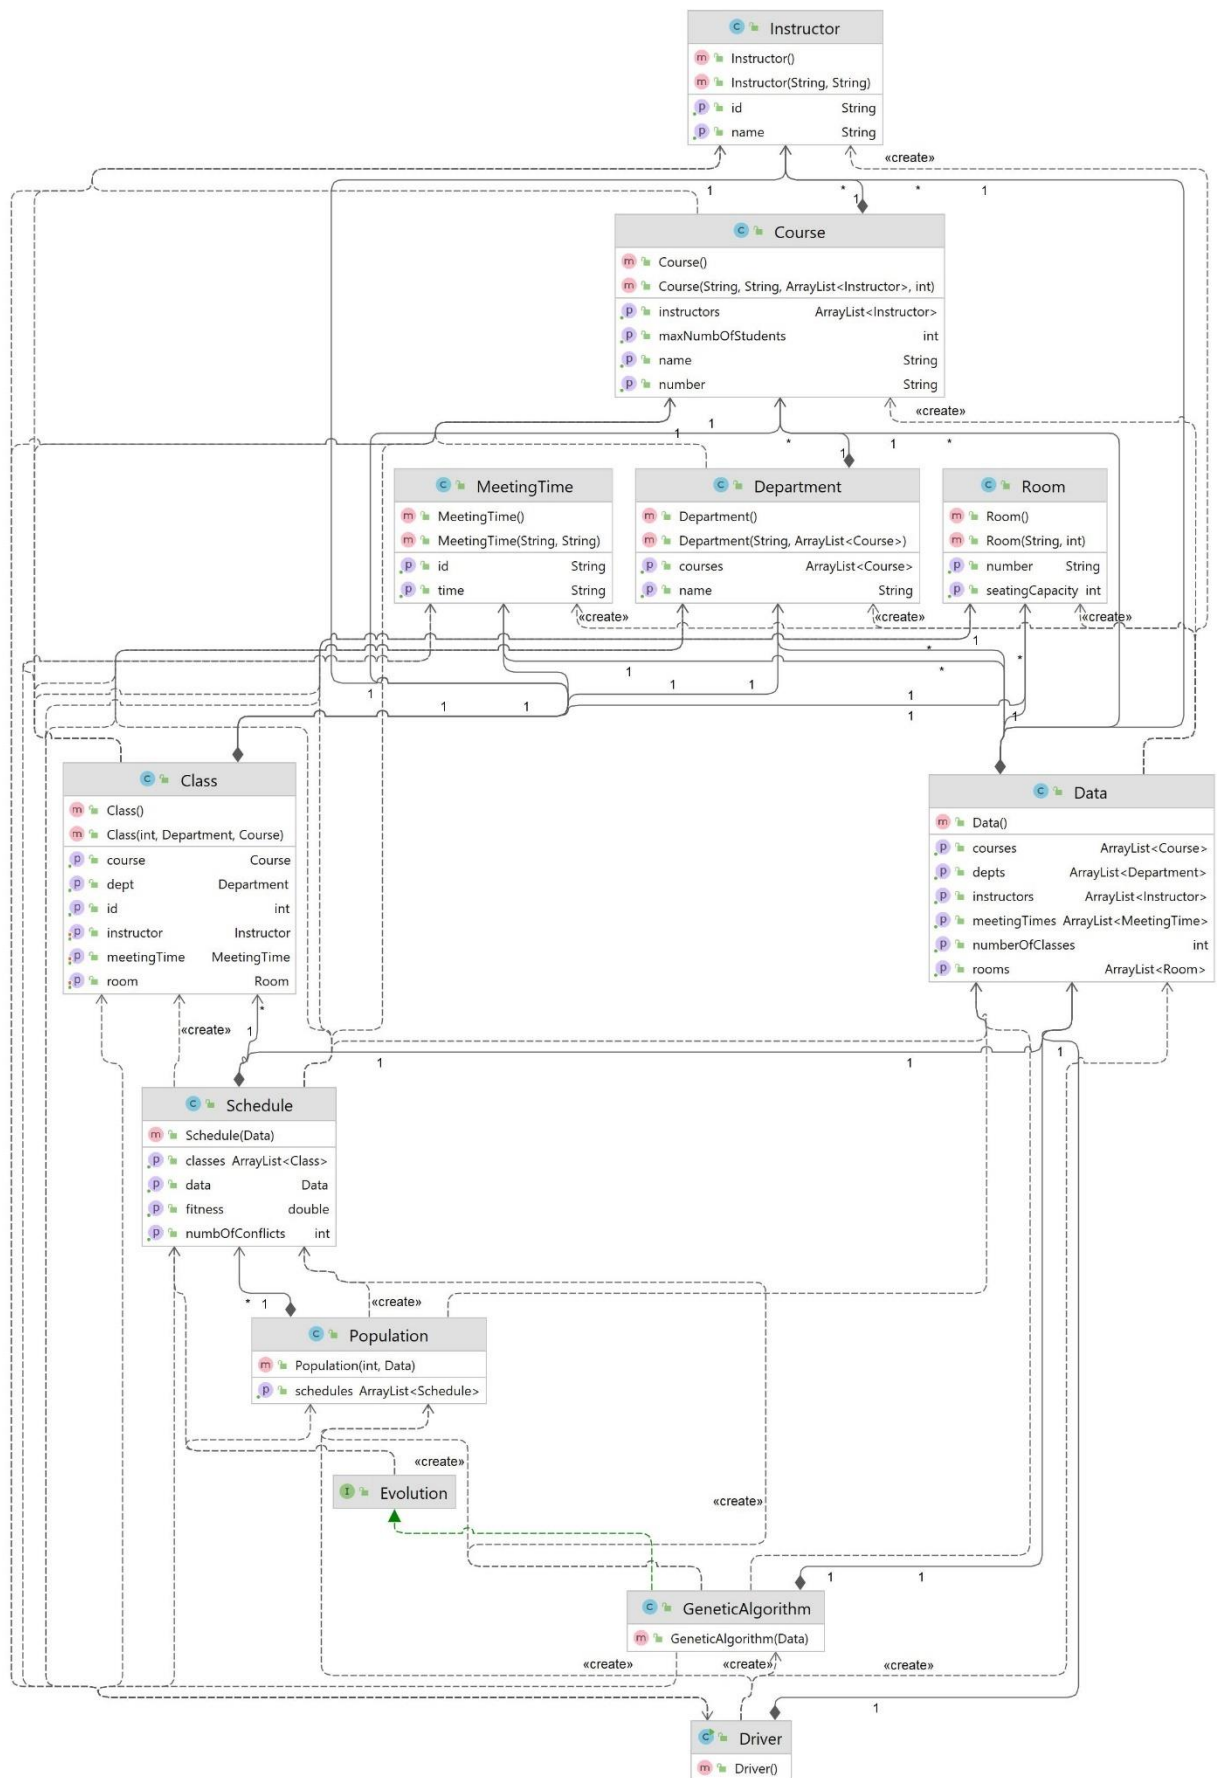 Instructor
Instructor()
Instructor(String, String)
id String
name String
«create»
1 * 1 * 1
Course
Course()
Course(String, String, ArrayList<Instructor>, int)
instructors ArrayList<Instructor>
maxNumbOfStudents int
name String
number String
«create»
1 1 * 1 1 *
MeetingTime
MeetingTime()
MeetingTime(String, String)
id String
time String
Department
Department()
Department(String, ArrayList<Course>)
courses ArrayList<Course>
name String
Room
Room()
Room(String, int)
number String
seatingCapacity int
«create» «create» «create»
1
* *
1 *
1 1 1
1
1 1 1 1
Class
Class()
Class(int, Department, Course)
course Course
dept Department
id int
instructor Instructor
meetingTime MeetingTime
room Room
Data
Data()
courses ArrayList<Course>
depts ArrayList<Department>
instructors ArrayList<Instructor>
meetingTimes ArrayList<MeetingTime>
numberOfClasses int
rooms ArrayList<Room>
*
«create» 1
1 1 1
Schedule
Schedule(Data)
classes ArrayList<Class>
data Data
fitness double
numbOfConflicts int
* 1 «create»
Population
Population(int, Data)
schedules ArrayList<Schedule>
«create»
Evolution
«create»
1 1
GeneticAlgorithm
GeneticAlgorithm(Data)
«create» «create» «create»
1
Driver
Driver()